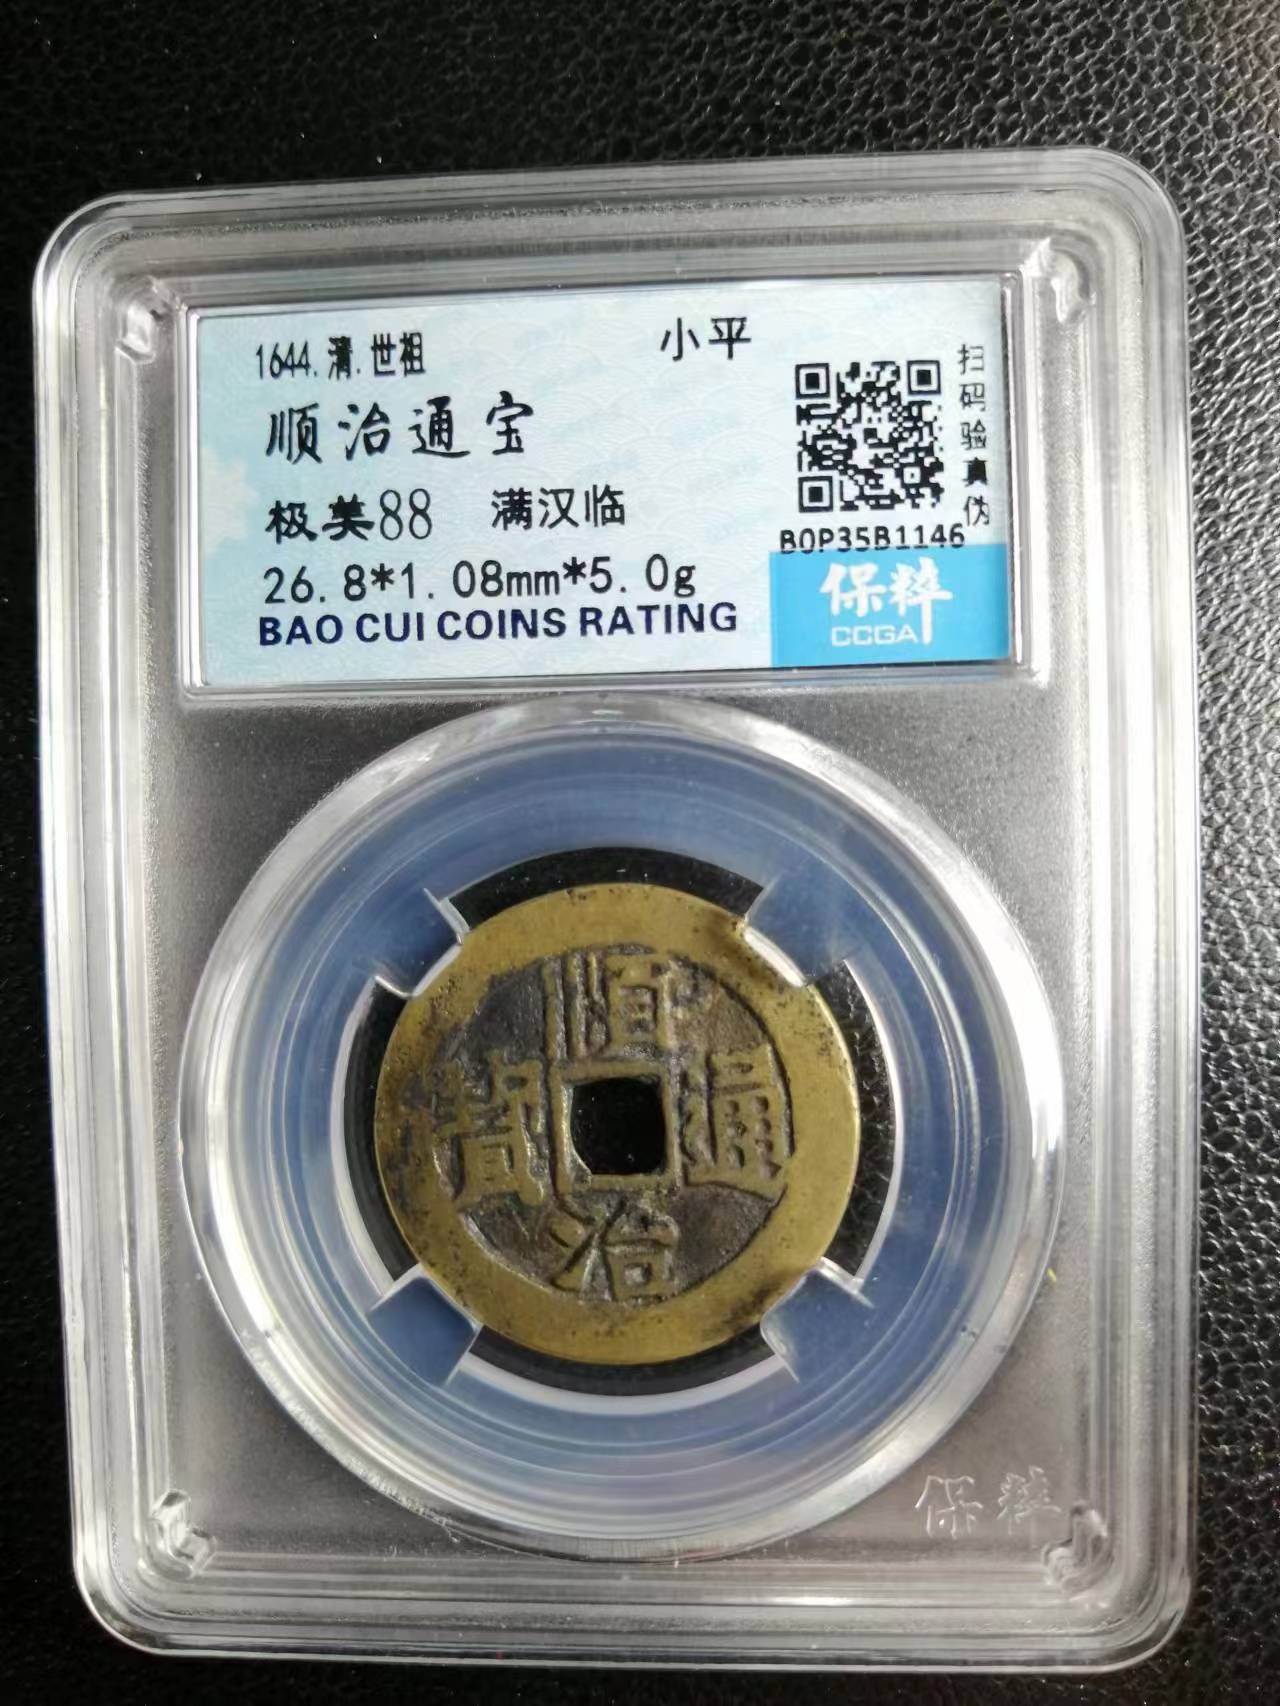 1644.清.世祖 小平
顺治通宝
极美88 满汉临
26.8*1.08mm*5.0g
BAO CUI COINS RATING
扫码验真伪
B0P35B1146
保粹
CCGA
順
通
寶
治
保粹